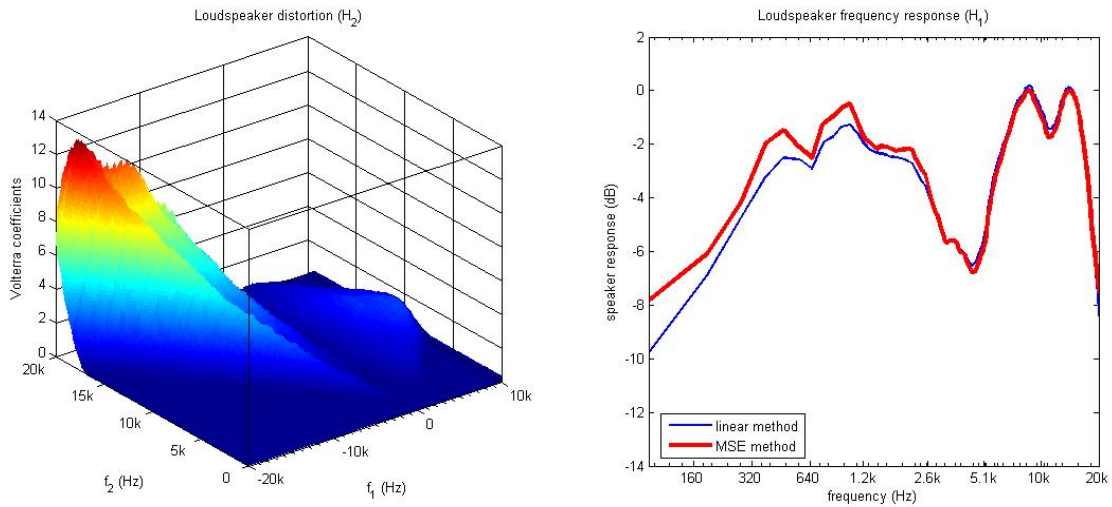 Loudspeaker distortion (H2)
14
12
10
8
6
4
2
0
Volterra coefficients
20k
15k
10k
5k
0
f2 (Hz)
-20k
-10k
0
10k
f1 (Hz)
Loudspeaker frequency response (H1)
2
0
-2
-4
-6
-8
-10
-12
-14
speaker response (dB)
linear method
MSE method
160 320 640 1.2k 2.6k 5.1k 10k 20k
frequency (Hz)